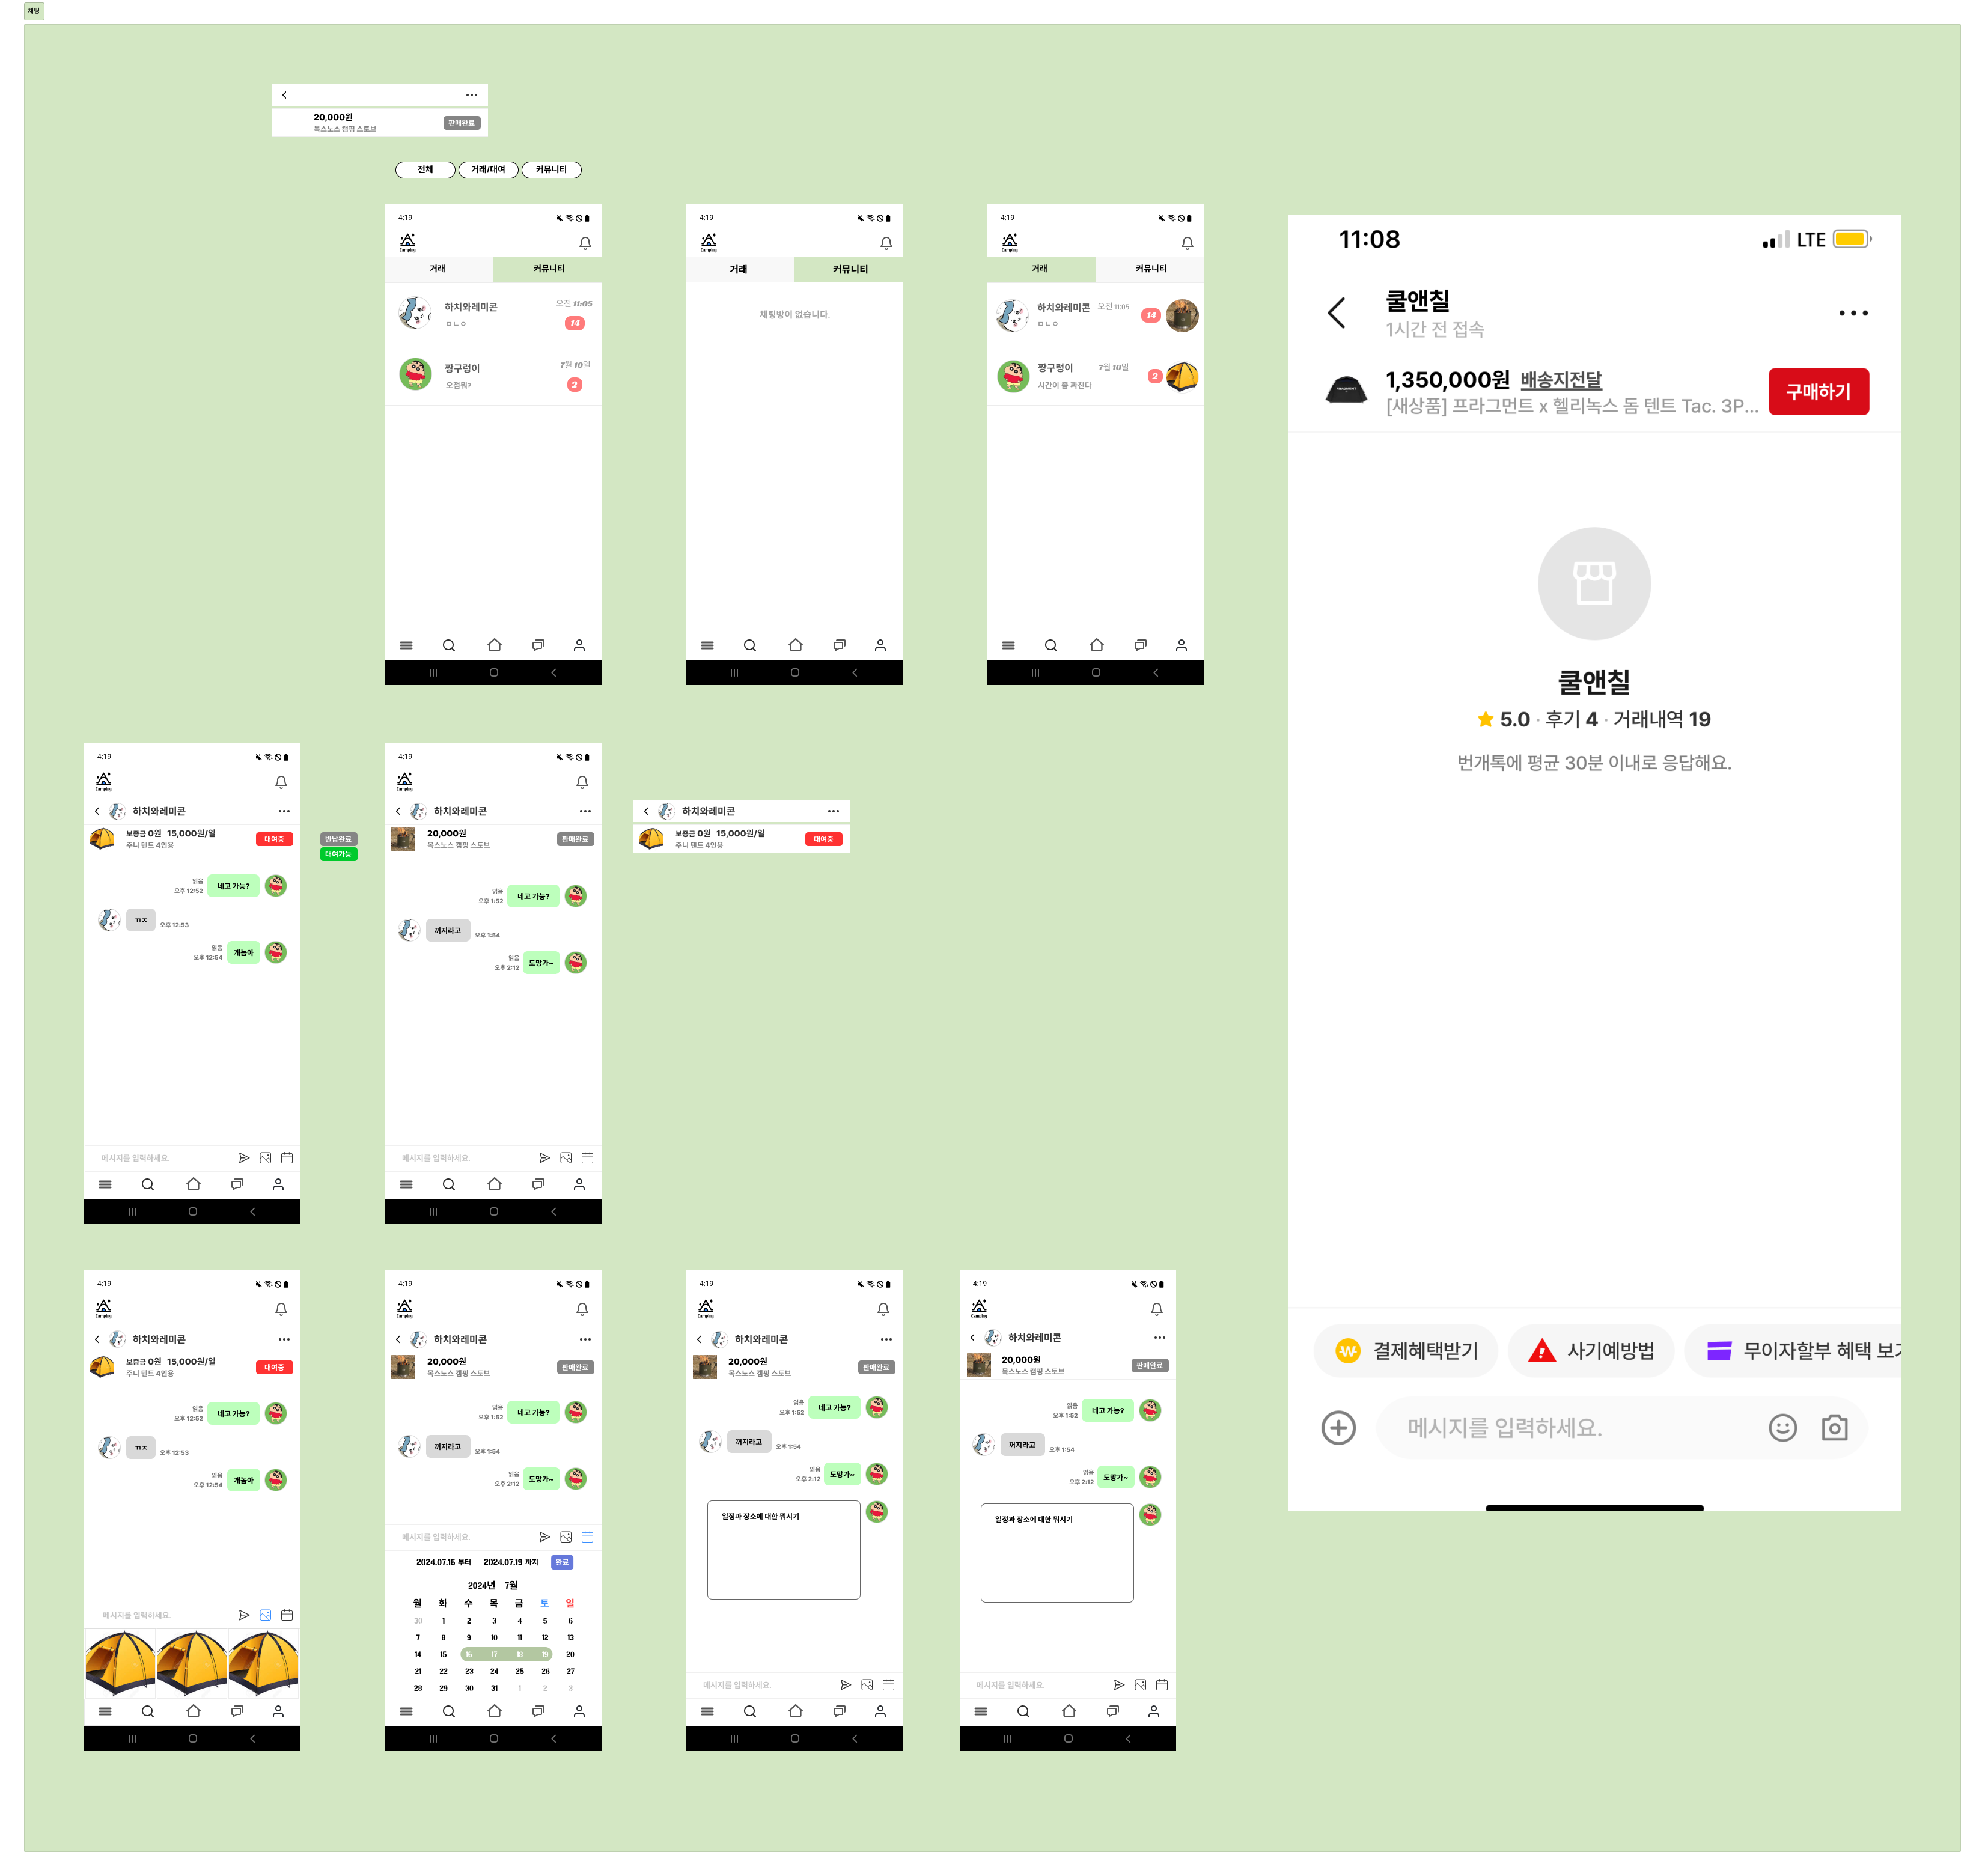 채팅
20,000원
목스노스 캠핑 스토브
판매완료
전체
거래/대여
커뮤니티
4:19
Camping
거래
커뮤니티
하치와레미콘
오전 11:05
ㅁㄴㅇ
14
짱구렁이
7월 10일
오점뭐?
2
4:19
Camping
거래
커뮤니티
채팅방이 없습니다.
4:19
Camping
거래
커뮤니티
하치와레미콘
오전 11:05
ㅁㄴㅇ
14
짱구렁이
7월 10일
시간이 좀 짜친다
2
11:08
LTE
쿨앤칠
1시간 전 접속
1,350,000원 배송지전달
[새상품] 프라그먼트 x 헬리녹스 돔 텐트 Tac. 3P...
구매하기
쿨앤칠
5.0 · 후기 4 · 거래내역 19
번개톡에 평균 30분 이내로 응답해요.
결제혜택받기
사기예방법
무이자할부 혜택 보기
메시지를 입력하세요.
4:19
Camping
하치와레미콘
보증금 0원 15,000원/일
주니 텐트 4인용
대여중
읽음
오후 12:52
네고 가능?
ㄲㅈ
오후 12:53
읽음
오후 12:54
개놈아
메시지를 입력하세요.
반납완료
대여가능
4:19
Camping
하치와레미콘
20,000원
목스노스 캠핑 스토브
판매완료
읽음
오후 1:52
네고 가능?
꺼지라고
오후 1:54
읽음
오후 2:12
도망가~
메시지를 입력하세요.
하치와레미콘
보증금 0원 15,000원/일
주니 텐트 4인용
대여중
4:19
Camping
하치와레미콘
보증금 0원 15,000원/일
주니 텐트 4인용
대여중
읽음
오후 12:52
네고 가능?
ㄲㅈ
오후 12:53
읽음
오후 12:54
개놈아
메시지를 입력하세요.
4:19
Camping
하치와레미콘
20,000원
목스노스 캠핑 스토브
판매완료
읽음
오후 1:52
네고 가능?
꺼지라고
오후 1:54
읽음
오후 2:12
도망가~
메시지를 입력하세요.
2024.07.16 부터 2024.07.19 까지
완료
2024년 7월
월 화 수 목 금 토 일
30 1 2 3 4 5 6
7 8 9 10 11 12 13
14 15 16 17 18 19 20
21 22 23 24 25 26 27
28 29 30 31 1 2 3
4:19
Camping
하치와레미콘
20,000원
목스노스 캠핑 스토브
판매완료
읽음
오후 1:52
네고 가능?
꺼지라고
오후 1:54
읽음
오후 2:12
도망가~
일정과 장소에 대한 뭐시기
메시지를 입력하세요.
4:19
Camping
하치와레미콘
20,000원
목스노스 캠핑 스토브
판매완료
읽음
오후 1:52
네고 가능?
꺼지라고
오후 1:54
읽음
오후 2:12
도망가~
일정과 장소에 대한 뭐시기
메시지를 입력하세요.